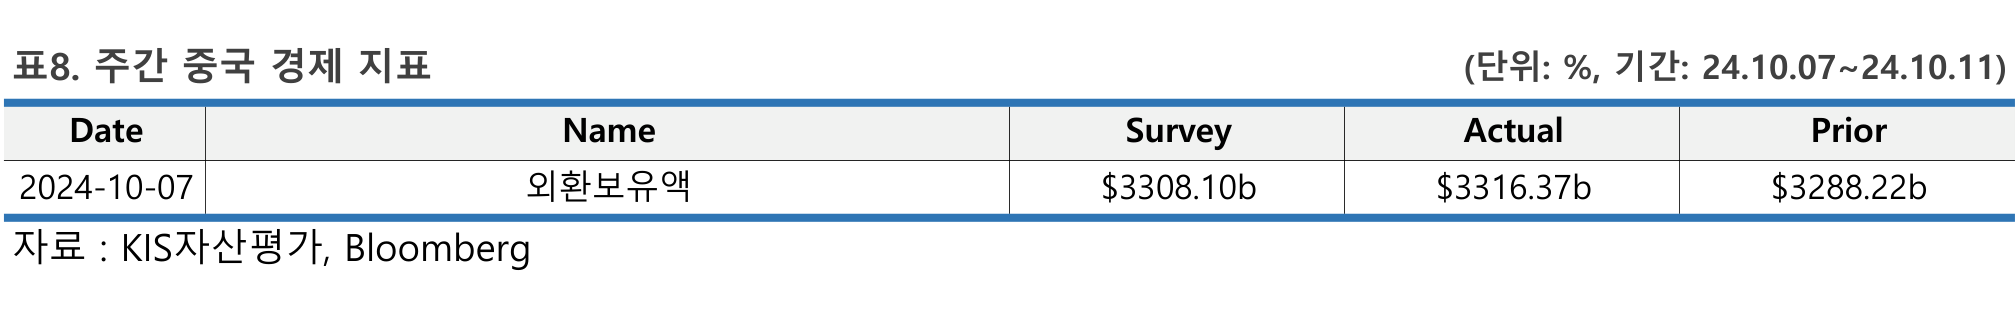 표8. 주간 중국 경제 지표 (단위: %, 기간: 24.10.07~24.10.11)
Date Name Survey Actual Prior
2024-10-07 외환보유액 $3308.10b $3316.37b $3288.22b
자료 : KIS자산평가, Bloomberg